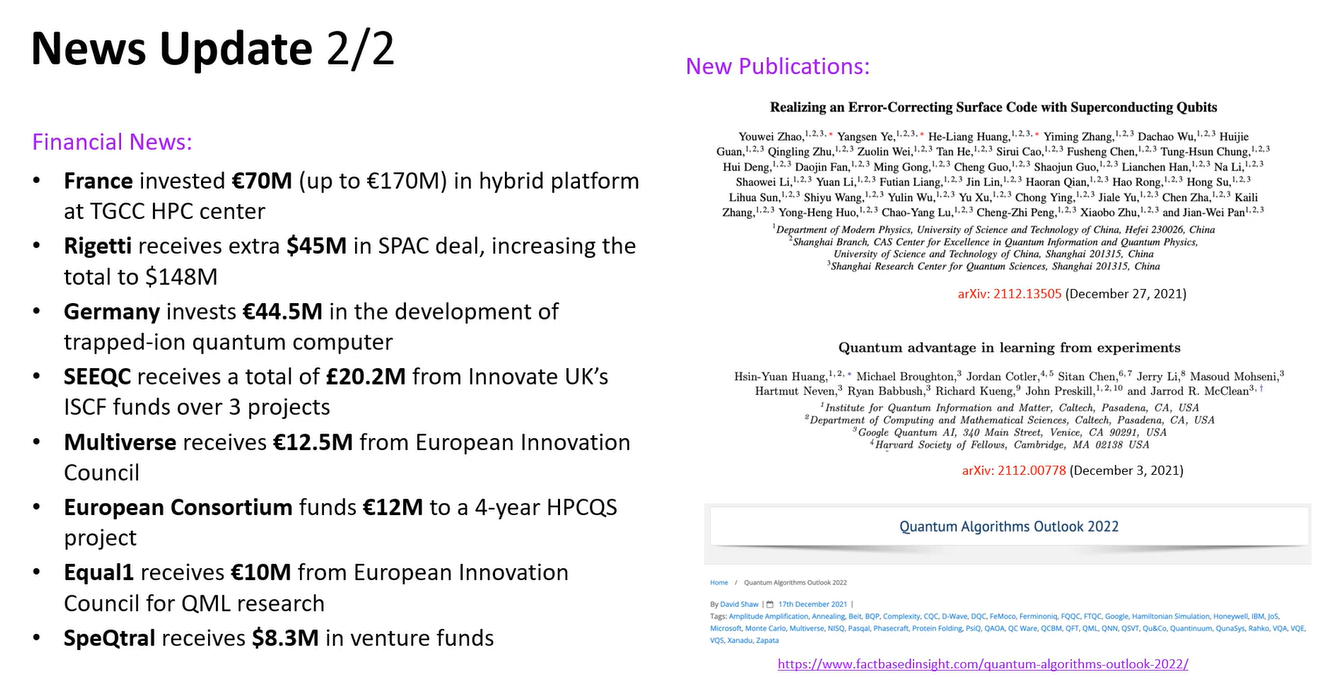 News Update 2/2
Financial News:
• France invested €70M (up to €170M) in hybrid platform
at TGCC HPC center
• Rigetti receives extra $45M in SPAC deal, increasing the
total to $148M
• Germany invests €44.5M in the development of
trapped-ion quantum computer
• SEEQC receives a total of £20.2M from Innovate UK’s
ISCF funds over 3 projects
• Multiverse receives €12.5M from European Innovation
Council
• European Consortium funds €12M to a 4-year HPCQS
project
• Equal1 receives €10M from European Innovation
Council for QML research
• SpeQtral receives $8.3M in venture funds
New Publications:
Realizing an Error-Correcting Surface Code with Superconducting Qubits
Youwei Zhao,1,2,3,* Yangsen Ye,1,2,3,* He-Liang Huang,1,2,3,* Yiming Zhang,1,2,3 Dachao Wu,1,2,3 Huijie
Guan,1,2,3 Qingling Zhu,1,2,3 Zuolin Wei,1,2,3 Tan He,1,2,3 Sirui Cao,1,2,3 Fusheng Chen,1,2,3 Tung-Hsun Chung,1,2,3
Hui Deng,1,2,3 Daojin Fan,1,2,3 Ming Gong,1,2,3 Cheng Guo,1,2,3 Shaojun Guo,1,2,3 Lianchen Han,1,2,3 Na Li,1,2,3
Shaowei Li,1,2,3 Yuan Li,1,2,3 Futian Liang,1,2,3 Jin Lin,1,2,3 Haoran Qian,1,2,3 Hao Rong,1,2,3 Hong Su,1,2,3
Lihua Sun,1,2,3 Shiyu Wang,1,2,3 Yulin Wu,1,2,3 Yu Xu,1,2,3 Chong Ying,1,2,3 Jiale Yu,1,2,3 Chen Zha,1,2,3 Kaili
Zhang,1,2,3 Yong-Heng Huo,1,2,3 Chao-Yang Lu,1,2,3 Cheng-Zhi Peng,1,2,3 Xiaobo Zhu,1,2,3 and Jian-Wei Pan1,2,3
1Department of Modern Physics, University of Science and Technology of China, Hefei 230026, China
2Shanghai Branch, CAS Center for Excellence in Quantum Information and Quantum Physics,
University of Science and Technology of China, Shanghai 201315, China
3Shanghai Research Center for Quantum Sciences, Shanghai 201315, China
arXiv: 2112.13505 (December 27, 2021)
Quantum advantage in learning from experiments
Hsin-Yuan Huang,1,2,* Michael Broughton,3 Jordan Cotler,4,5 Sitan Chen,6,7 Jerry Li,8 Masoud Mohseni,3
Hartmut Neven,3 Ryan Babbush,3 Richard Kueng,9 John Preskill,1,2,10 and Jarrod R. McClean3,†
1Institute for Quantum Information and Matter, Caltech, Pasadena, CA, USA
2Department of Computing and Mathematical Sciences, Caltech, Pasadena, CA, USA
3Google Quantum AI, 340 Main Street, Venice, CA 90291, USA
4Harvard Society of Fellows, Cambridge, MA 02138 USA
arXiv: 2112.00778 (December 3, 2021)
Quantum Algorithms Outlook 2022
Home / Quantum Algorithms Outlook 2022
By David Shaw | 17th December 2021 |
Tags: Amplitude Amplification, Annealing, Beit, BQP, Complexity, CQC, D-Wave, DQC, FeMoco, Ferminoniq, FQQC, FTQC, Google, Hamiltonian Simulation, Honeywell, IBM, JoS,
Microsoft, Monte Carlo, Multiverse, NISQ, Pasqal, Phasecraft, Protein Folding, PsiQ, QAOA, QC Ware, QCBM, QFT, QML, QNN, QSVT, Qu&Co, Quantinuum, QunaSys, Rahko, VQA, VQE,
VQS, Xanadu, Zapata
https://www.factbasedinsight.com/quantum-algorithms-outlook-2022/